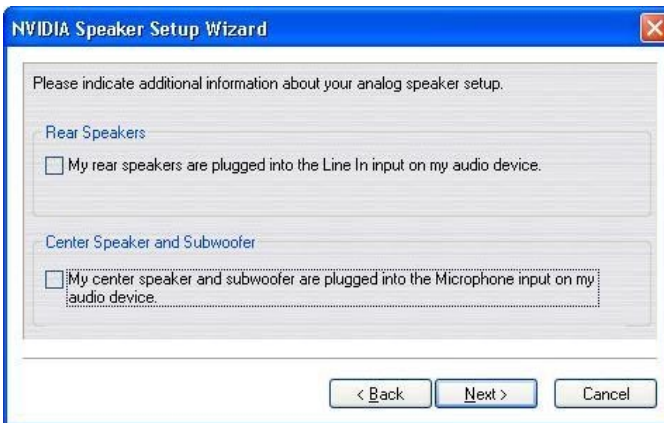 NVIDIA Speaker Setup Wizard
Please indicate additional information about your analog speaker setup.
Rear Speakers
My rear speakers are plugged into the Line In input on my audio device.
Center Speaker and Subwoofer
My center speaker and subwoofer are plugged into the Microphone input on my
audio device.
< Back Next > Cancel